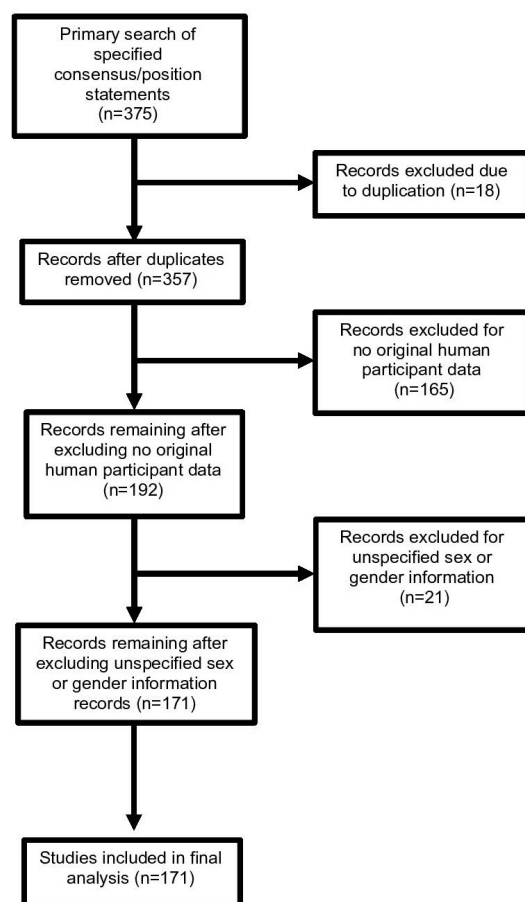 Primary search of
specified
consensus/position
statements
(n=375)
Records excluded due
to duplication (n=18)
Records after duplicates
removed (n=357)
Records excluded for
no original human
participant data
(n=165)
Records remaining after
excluding no original
human participant data
(n=192)
Records excluded for
unspecified sex or
gender information
(n=21)
Records remaining after
excluding unspecified sex
or gender information
records (n=171)
Studies included in final
analysis (n=171)